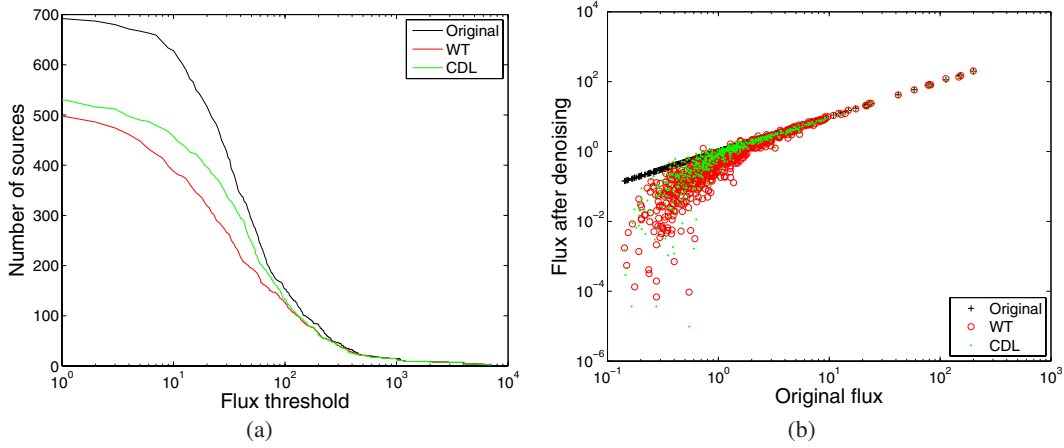 700
600
500
400
300
200
100
0
Number of sources
10^0
10^1
10^2
10^3
10^4
Flux threshold
Original
WT
CDL
(a)
10^4
10^2
10^0
10^−2
10^−4
10^−6
Flux after denoising
10^−1
10^0
10^1
10^2
10^3
Original flux
Original
WT
CDL
(b)